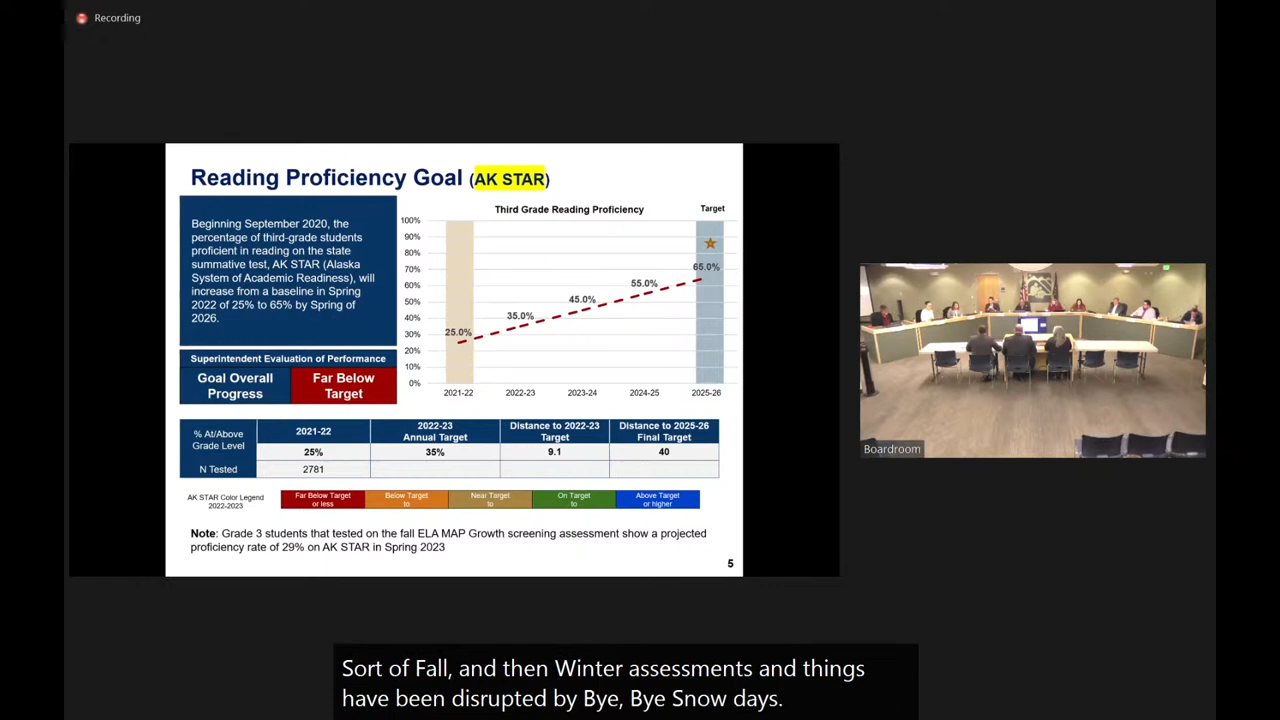 Recording
Reading Proficiency Goal (AK STAR)
Beginning September 2020, the
percentage of third-grade students
proficient in reading on the state
summative test, AK STAR (Alaska
System of Academic Readiness), will
increase from a baseline in Spring
2022 of 25% to 65% by Spring of
2026.
Superintendent Evaluation of Performance
Goal Overall
Progress
Far Below
Target
Third Grade Reading Proficiency
Target
100%
90%
80%
70%
60%
50%
40%
30%
20%
10%
0%
25.0%
35.0%
45.0%
55.0%
65.0%
2021-22 2022-23 2023-24 2024-25 2025-26
% At/Above
Grade Level
2021-22
2022-23
Annual Target
Distance to 2022-23
Target
Distance to 2025-26
Final Target
25% 35% 9.1 40
N Tested 2781
AK STAR Color Legend
2022-2023
Far Below Target
or less
Below Target
to
Near Target
to
On Target
to
Above Target
or higher
Note: Grade 3 students that tested on the fall ELA MAP Growth screening assessment show a projected
proficiency rate of 29% on AK STAR in Spring 2023
5
Boardroom
Sort of Fall, and then Winter assessments and things
have been disrupted by Bye, Bye Snow days.